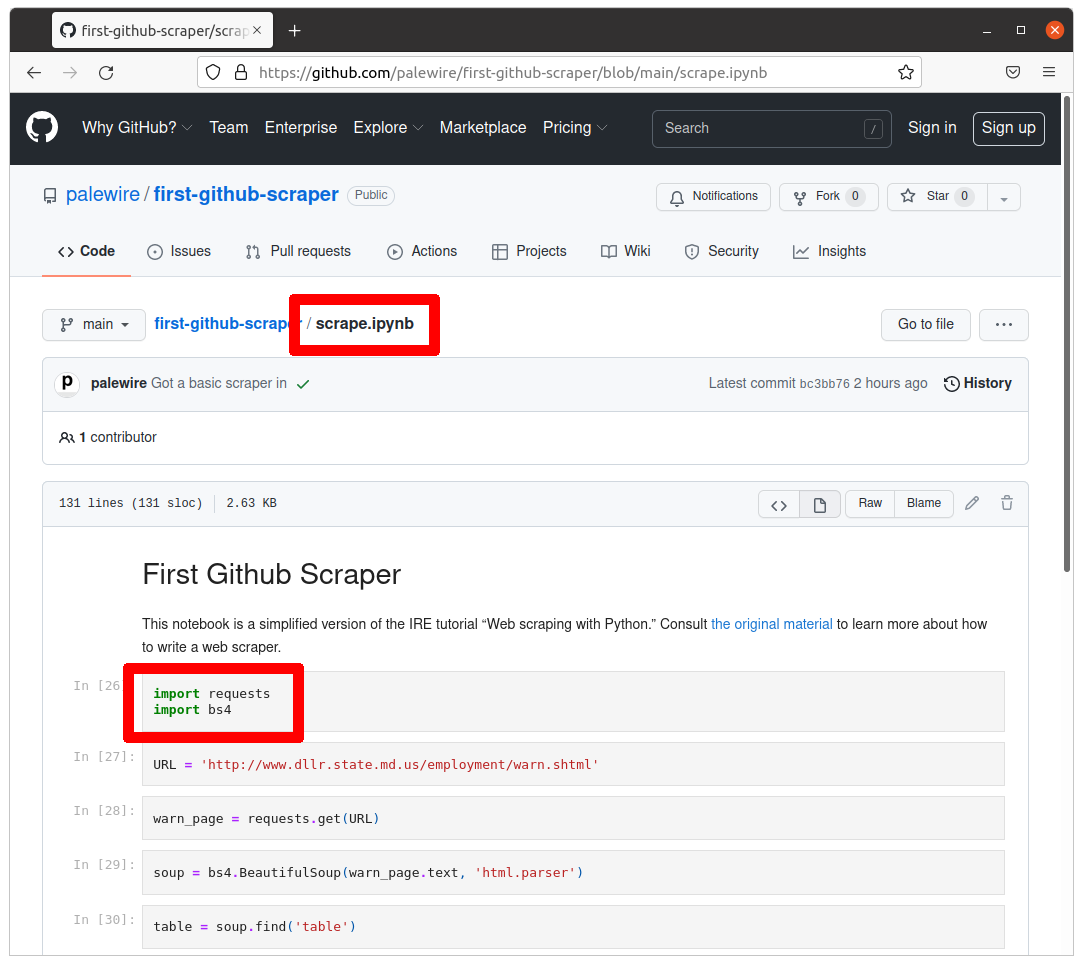 first-github-scraper/scrap
https://github.com/palewire/first-github-scraper/blob/main/scrape.ipynb
Why GitHub? Team Enterprise Explore Marketplace Pricing Search / Sign in Sign up
palewire / first-github-scraper Public Notifications Fork 0 Star 0
Code Issues Pull requests Actions Projects Wiki Security Insights
main first-github-scraper / scrape.ipynb Go to file ...
p palewire Got a basic scraper in Latest commit bc3bb76 2 hours ago History
1 contributor
131 lines (131 sloc) 2.63 KB <> Raw Blame
First Github Scraper
This notebook is a simplified version of the IRE tutorial “Web scraping with Python.” Consult the original material to learn more about how
to write a web scraper.
In [26 import requests
import bs4
In [27]: URL = 'http://www.dllr.state.md.us/employment/warn.shtml'
In [28]: warn_page = requests.get(URL)
In [29]: soup = bs4.BeautifulSoup(warn_page.text, 'html.parser')
In [30]: table = soup.find('table')